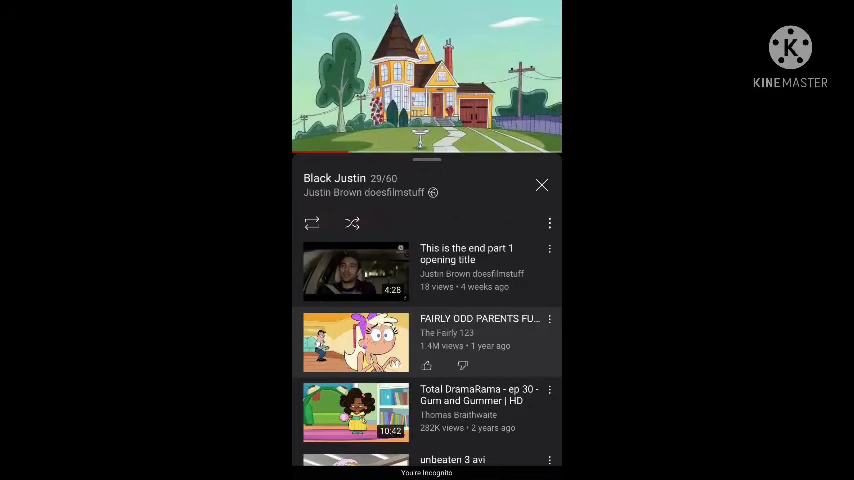 K
KINEMASTER
Black Justin 29/60
Justin Brown doesfilmstuff
This is the end part 1
opening title
Justin Brown doesfilmstuff
18 views • 4 weeks ago
4:28
FAIRLY ODD PARENTS FU...
The Fairly 123
1.4M views • 1 year ago
Total DramaRama - ep 30 -
Gum and Gummer | HD
Thomas Braithwaite
282K views • 2 years ago
10:42
unbeaten 3 avi
You're Incognito